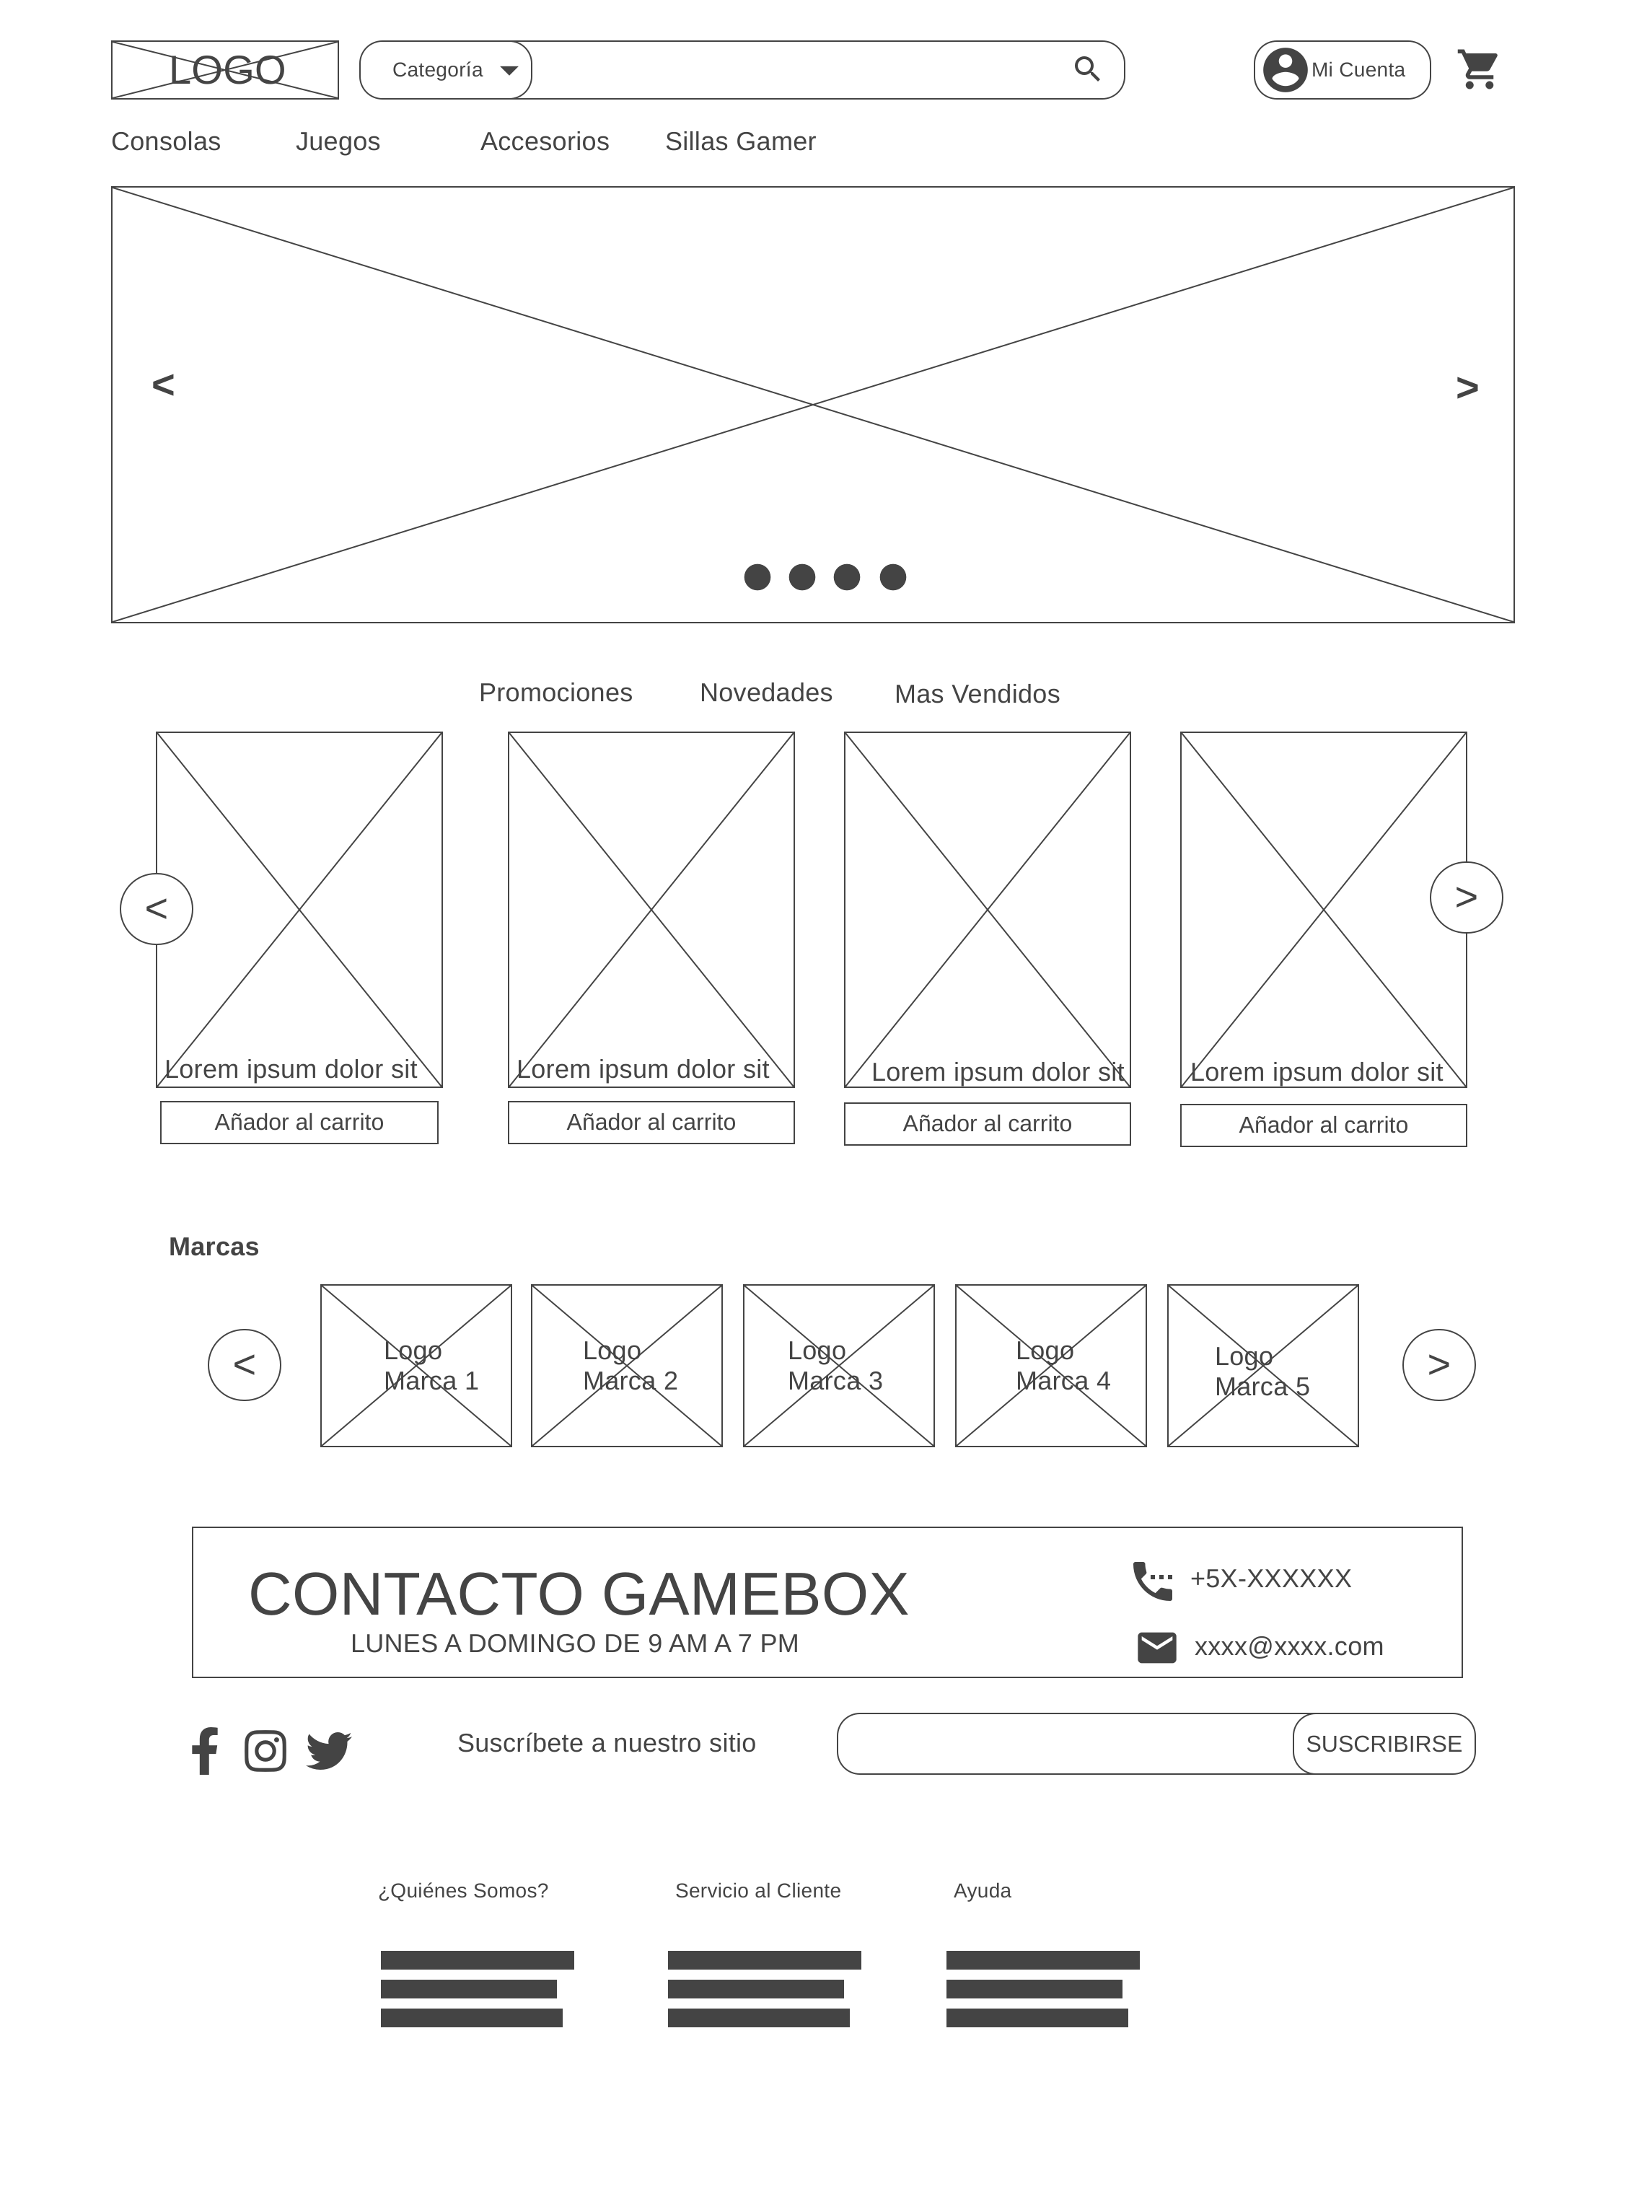 LOGO
Categoría
Mi Cuenta
Consolas
Juegos
Accesorios
Sillas Gamer
<
>
Promociones
Novedades
Mas Vendidos
<
>
Lorem ipsum dolor sit
Lorem ipsum dolor sit
Lorem ipsum dolor sit
Lorem ipsum dolor sit
Añador al carrito
Añador al carrito
Añador al carrito
Añador al carrito
Marcas
<
Logo
Marca 1
Logo
Marca 2
Logo
Marca 3
Logo
Marca 4
Logo
Marca 5
>
CONTACTO GAMEBOX
LUNES A DOMINGO DE 9 AM A 7 PM
+5X-XXXXXX
xxxx@xxxx.com
Suscríbete a nuestro sitio
SUSCRIBIRSE
¿Quiénes Somos?
Servicio al Cliente
Ayuda